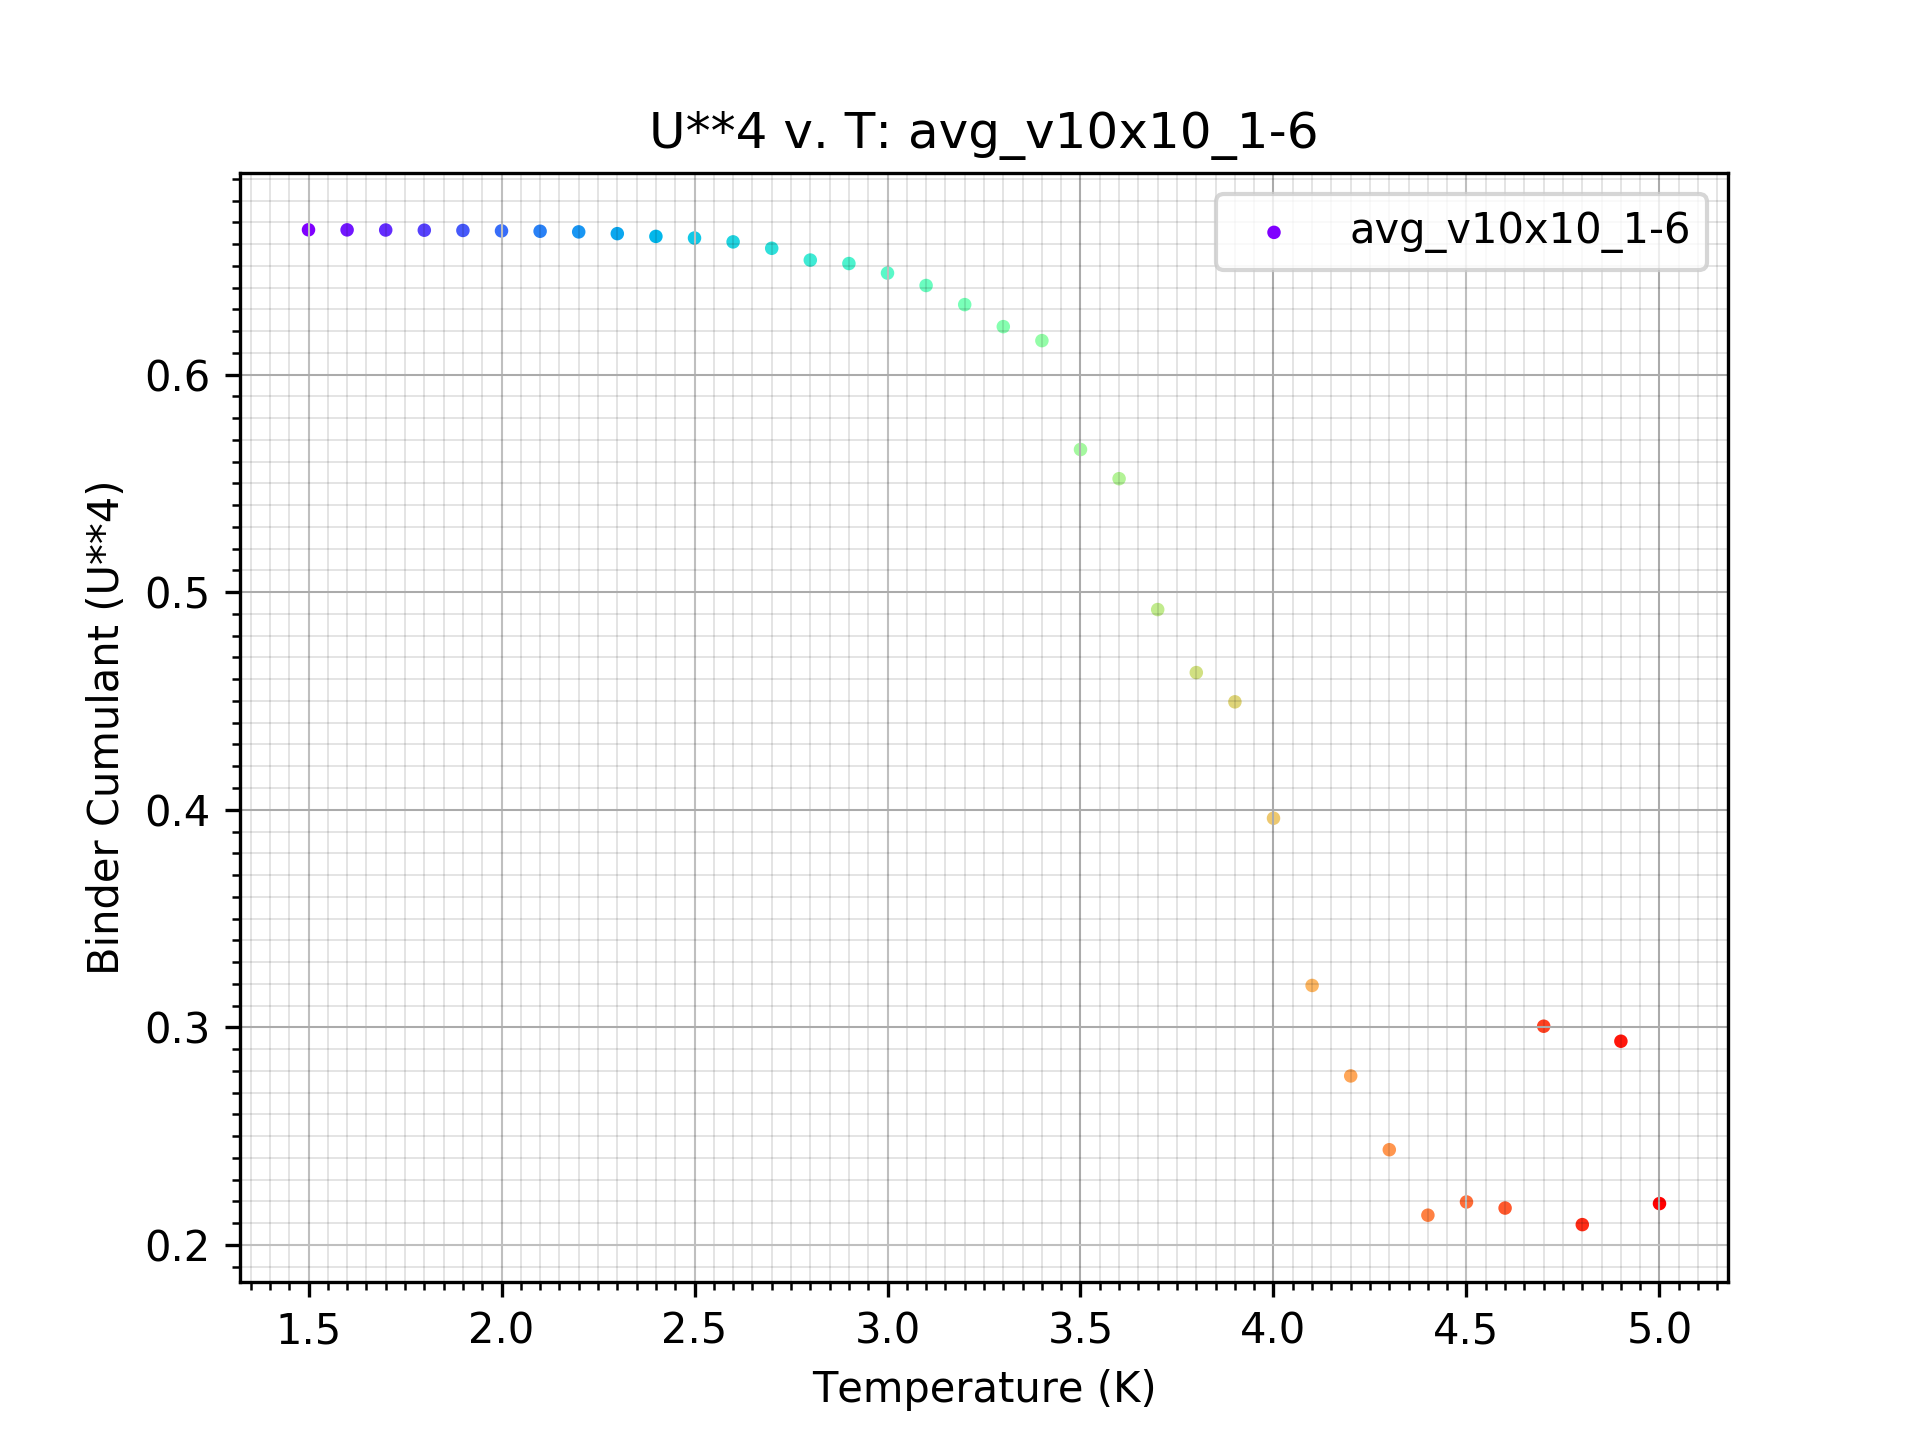 U**4 v. T: avg_v10x10_1-6
avg_v10x10_1-6
Binder Cumulant (U**4)
0.6
0.5
0.4
0.3
0.2
1.5 2.0 2.5 3.0 3.5 4.0 4.5 5.0
Temperature (K)